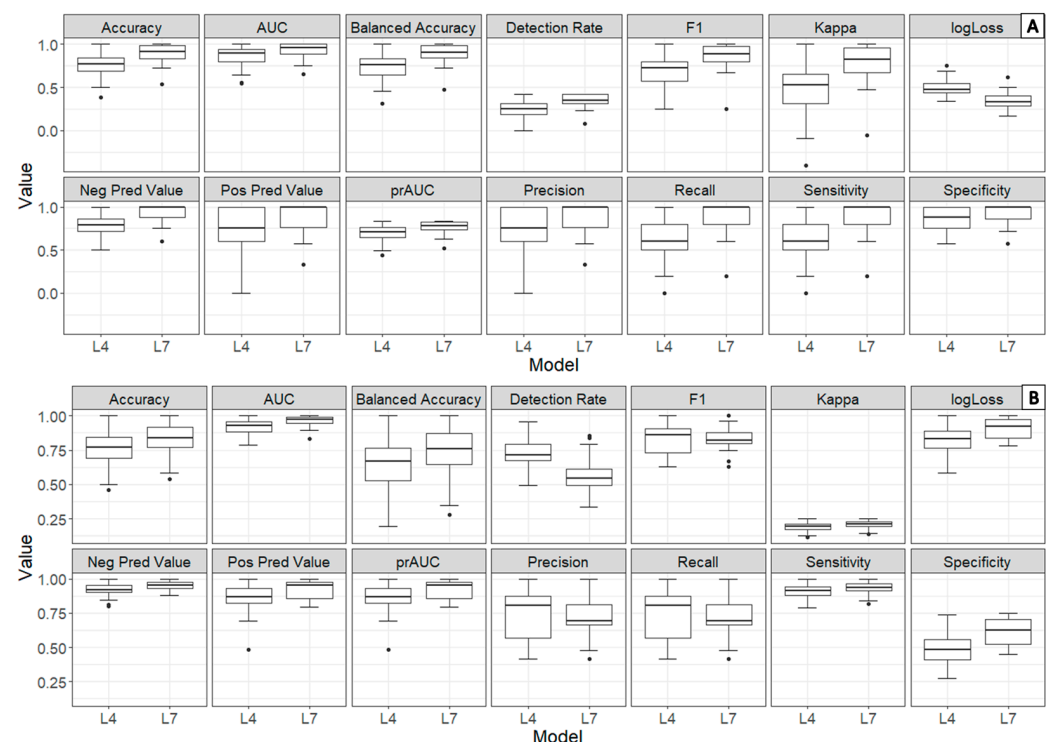 Accuracy AUC Balanced Accuracy Detection Rate F1 Kappa logLoss A
1.0
0.5
0.0
Value
Neg Pred Value Pos Pred Value prAUC Precision Recall Sensitivity Specificity
1.0
0.5
0.0
L4 L7 L4 L7 L4 L7 L4 L7 L4 L7 L4 L7 L4 L7
Model
Accuracy AUC Balanced Accuracy Detection Rate F1 Kappa logLoss B
1.00
0.75
0.50
0.25
Value
Neg Pred Value Pos Pred Value prAUC Precision Recall Sensitivity Specificity
1.00
0.75
0.50
0.25
L4 L7 L4 L7 L4 L7 L4 L7 L4 L7 L4 L7 L4 L7
Model